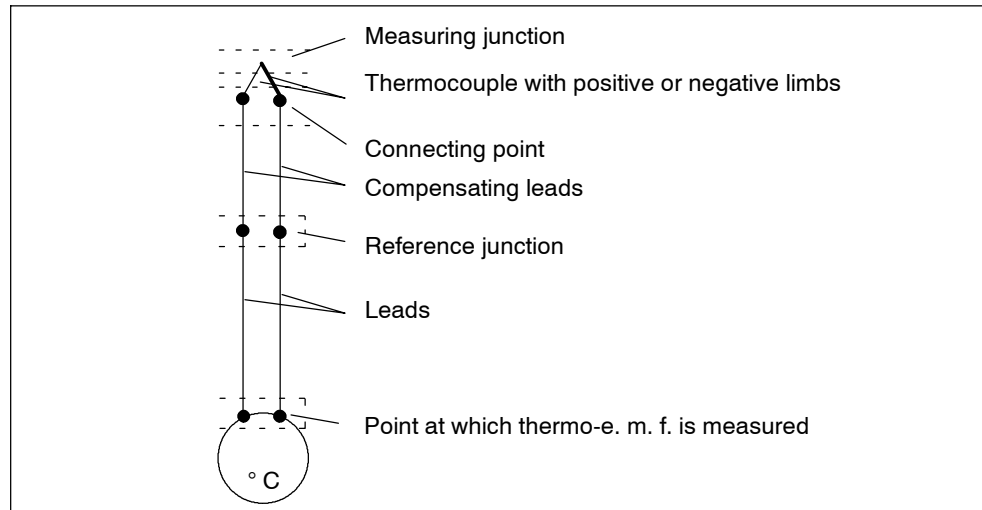 Measuring junction
Thermocouple with positive or negative limbs
Connecting point
Compensating leads
Reference junction
Leads
Point at which thermo-e. m. f. is measured
° C